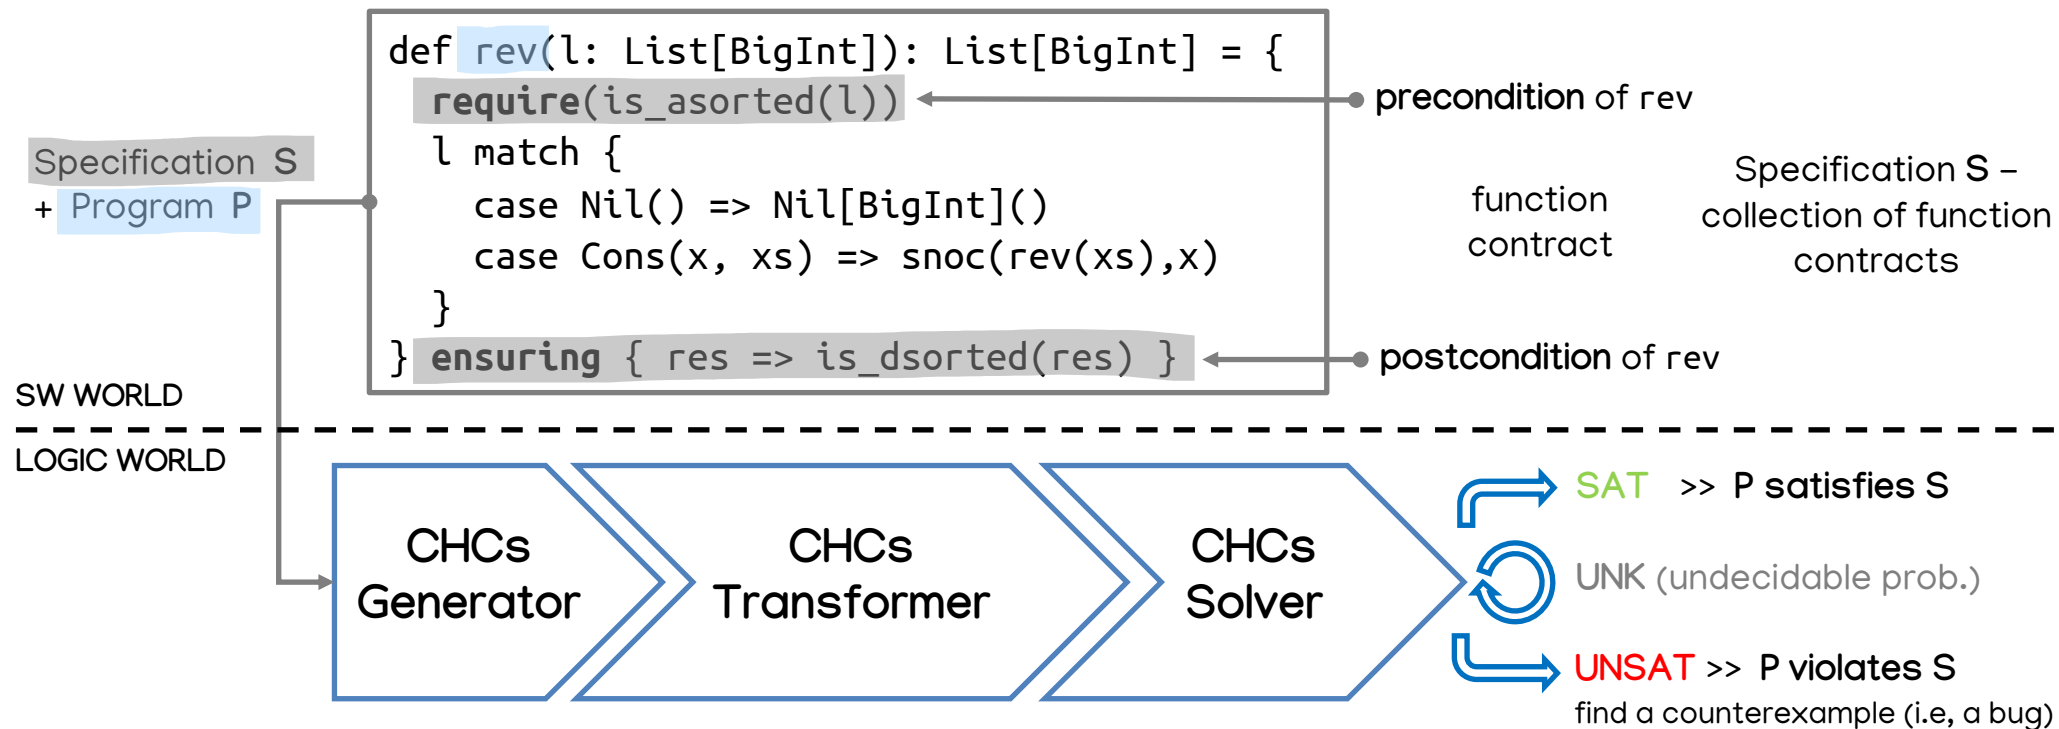 def rev(l: List[BigInt]): List[BigInt] = {
require(is_asorted(l))
l match {
case Nil() => Nil[BigInt]()
case Cons(x, xs) => snoc(rev(xs),x)
}
} ensuring { res => is_dsorted(res) }
Specification S
+ Program P
precondition of rev
function
contract
Specification S –
collection of function
contracts
postcondition of rev
SW WORLD
LOGIC WORLD
CHCs
Generator
CHCs
Transformer
CHCs
Solver
SAT >> P satisfies S
UNK (undecidable prob.)
UNSAT >> P violates S
find a counterexample (i.e, a bug)